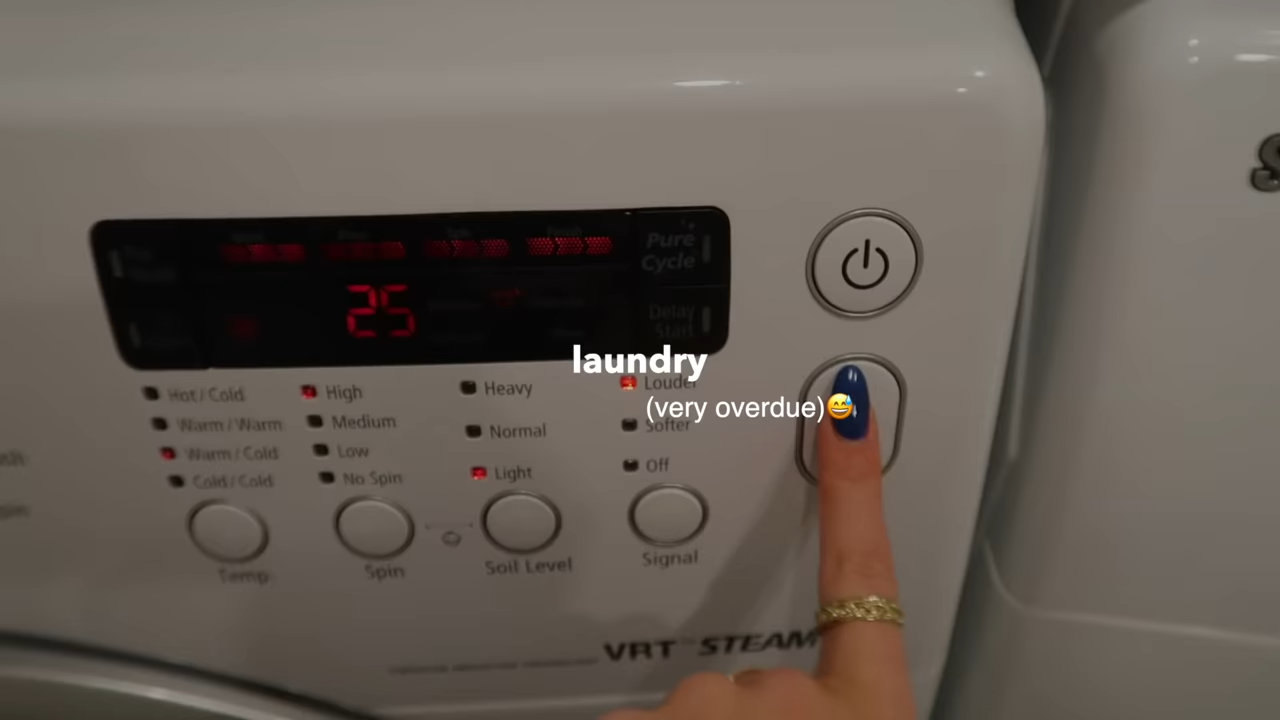 Pure
Cycle
25
Delay
Start
laundry
(very overdue)😅
Hot / Cold
High
Heavy
Louder
Warm / Warm
Medium
Normal
Softer
Warm / Cold
Low
Light
Off
Cold / Cold
No Spin
Temp
Spin
Soil Level
Signal
VRT™ STEAM